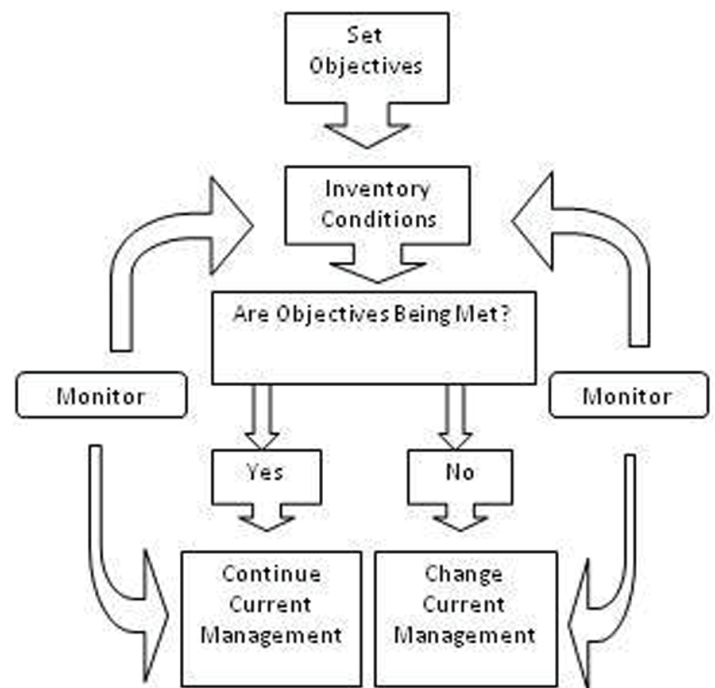 Set
Objectives
Inventory
Conditions
Are Objectives Being Met?
Monitor
Monitor
Yes
No
Continue
Current
Management
Change
Current
Management